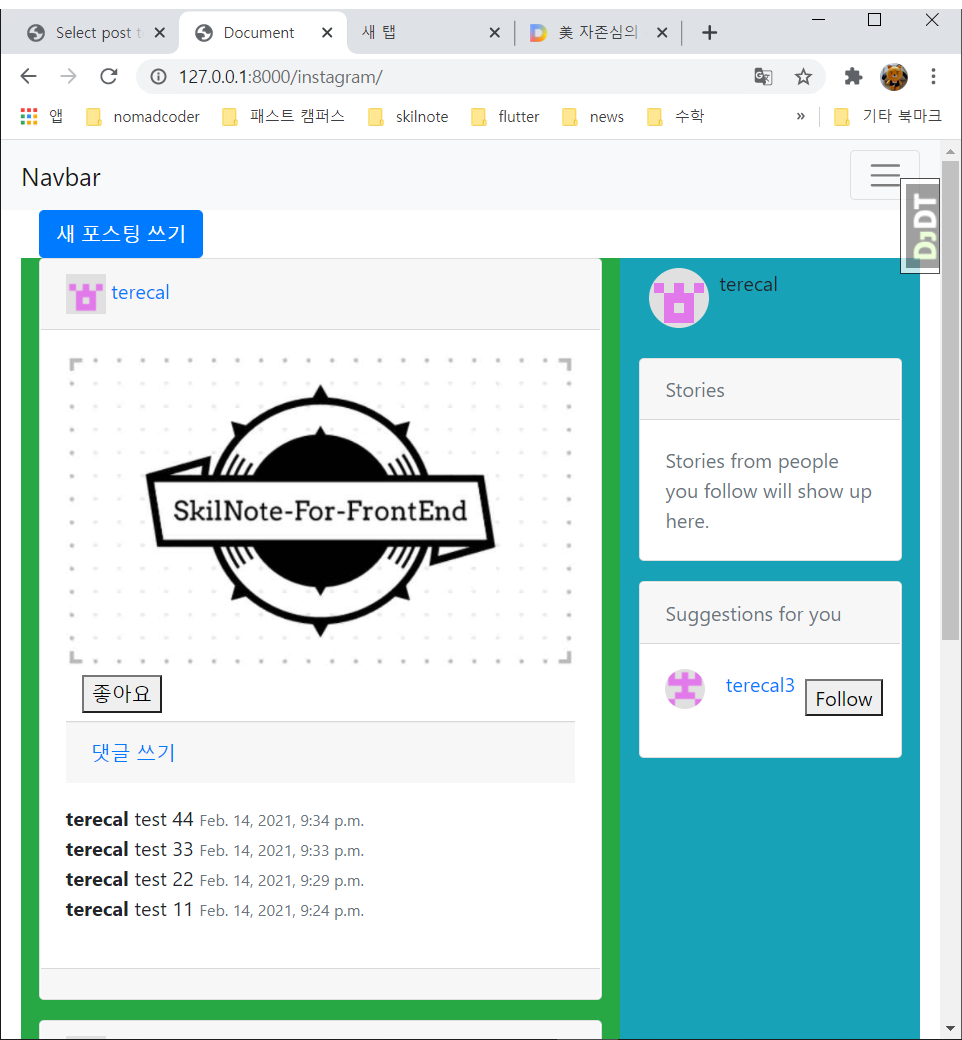 Select post t
Document
새 탭
美 자존심의
127.0.0.1:8000/instagram/
앱
nomadcoder
패스트 캠퍼스
skilnote
flutter
news
수학
»
기타 북마크
Navbar
DJDT
새 포스팅 쓰기
terecal
terecal
SkilNote-For-FrontEnd
Stories
Stories from people
you follow will show up
here.
Suggestions for you
terecal3
Follow
좋아요
댓글 쓰기
terecal test 44 Feb. 14, 2021, 9:34 p.m.
terecal test 33 Feb. 14, 2021, 9:33 p.m.
terecal test 22 Feb. 14, 2021, 9:29 p.m.
terecal test 11 Feb. 14, 2021, 9:24 p.m.